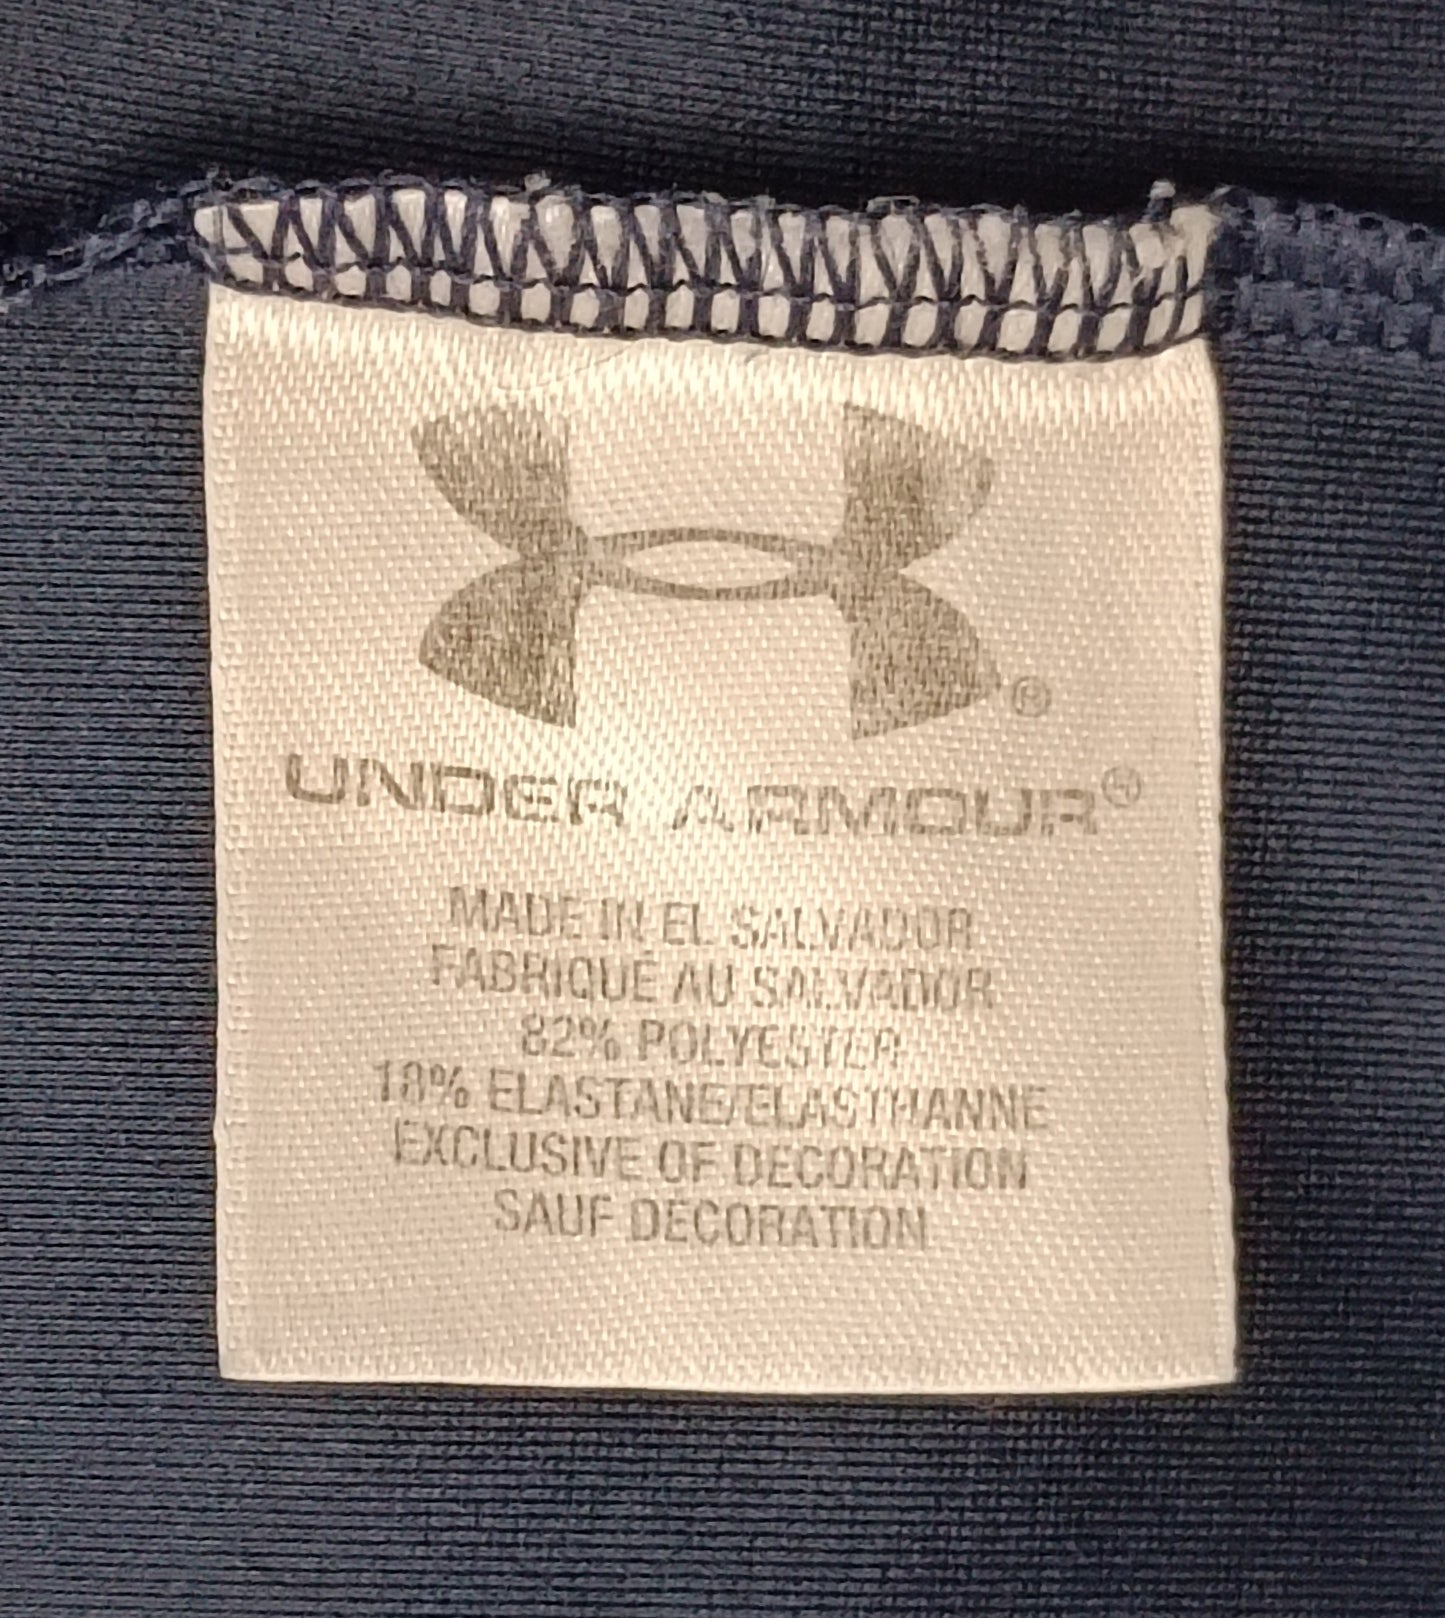 ®
UNDER ARMOUR®
MADE IN EL SALVADOR
FABRIQUÉ AU SALVADOR
82% POLYESTER
18% ELASTANE/ELASTHANNE
EXCLUSIVE OF DECORATION
SAUF DECORATION